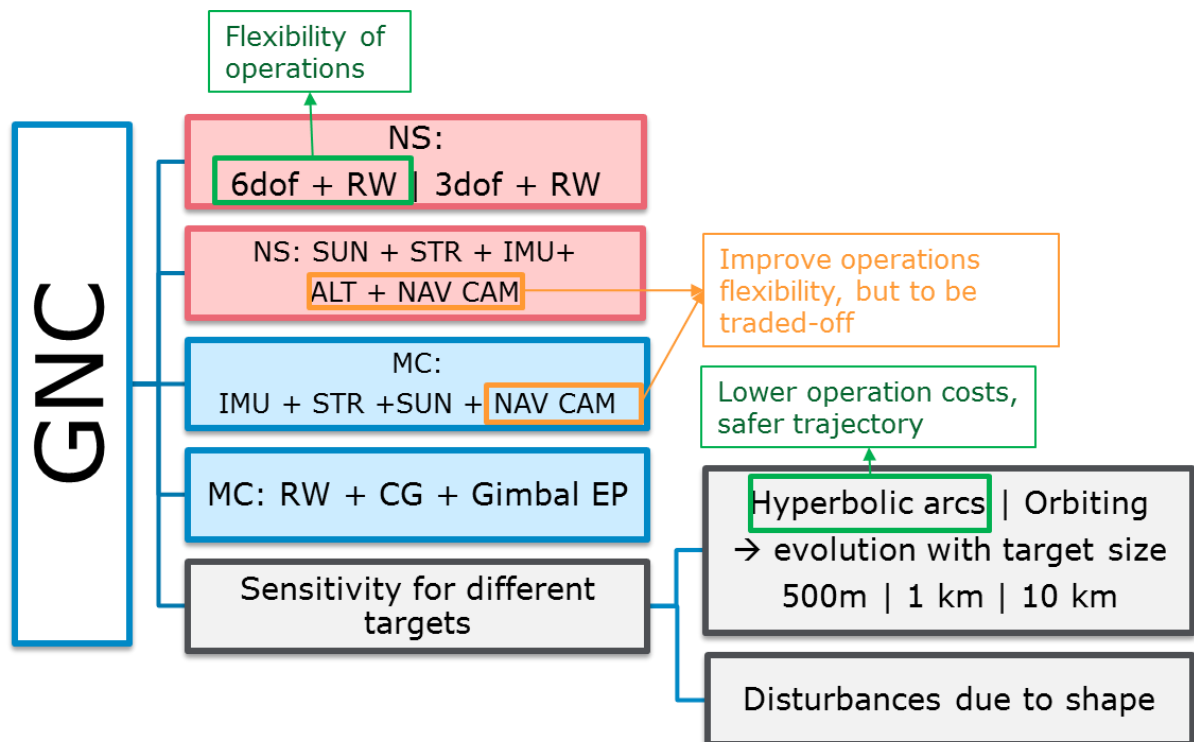 Flexibility of
operations
GNC
NS:
6dof + RW | 3dof + RW
NS: SUN + STR + IMU+
ALT + NAV CAM
Improve operations
flexibility, but to be
traded-off
MC:
IMU + STR +SUN + NAV CAM
Lower operation costs,
safer trajectory
MC: RW + CG + Gimbal EP
Hyperbolic arcs | Orbiting
→ evolution with target size
500m | 1 km | 10 km
Sensitivity for different
targets
Disturbances due to shape